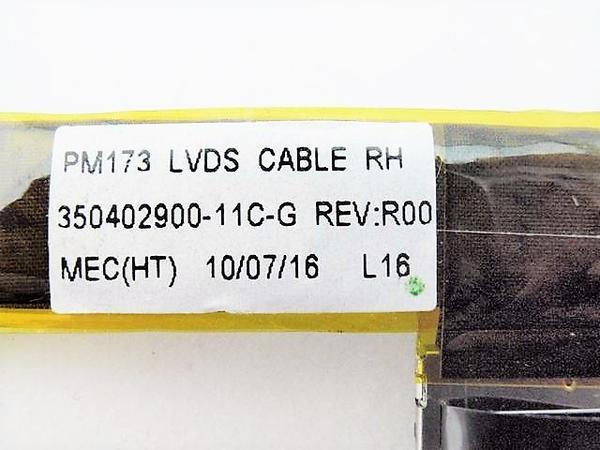 PM173 LVDS CABLE RH
350402900-11C-G REV:R00
MEC(HT) 10/07/16 L16